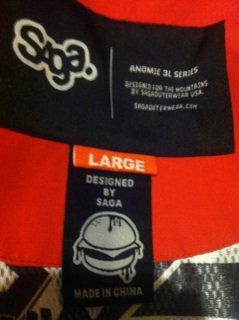 Saga.
ANOMIE 3L SERIES
DESIGNED FOR THE MOUNTAINS
BY SAGAOUTERWEAR USA.
SAGAOUTERWEAR.COM
LARGE
DESIGNED
BY
SAGA
MADE IN CHINA